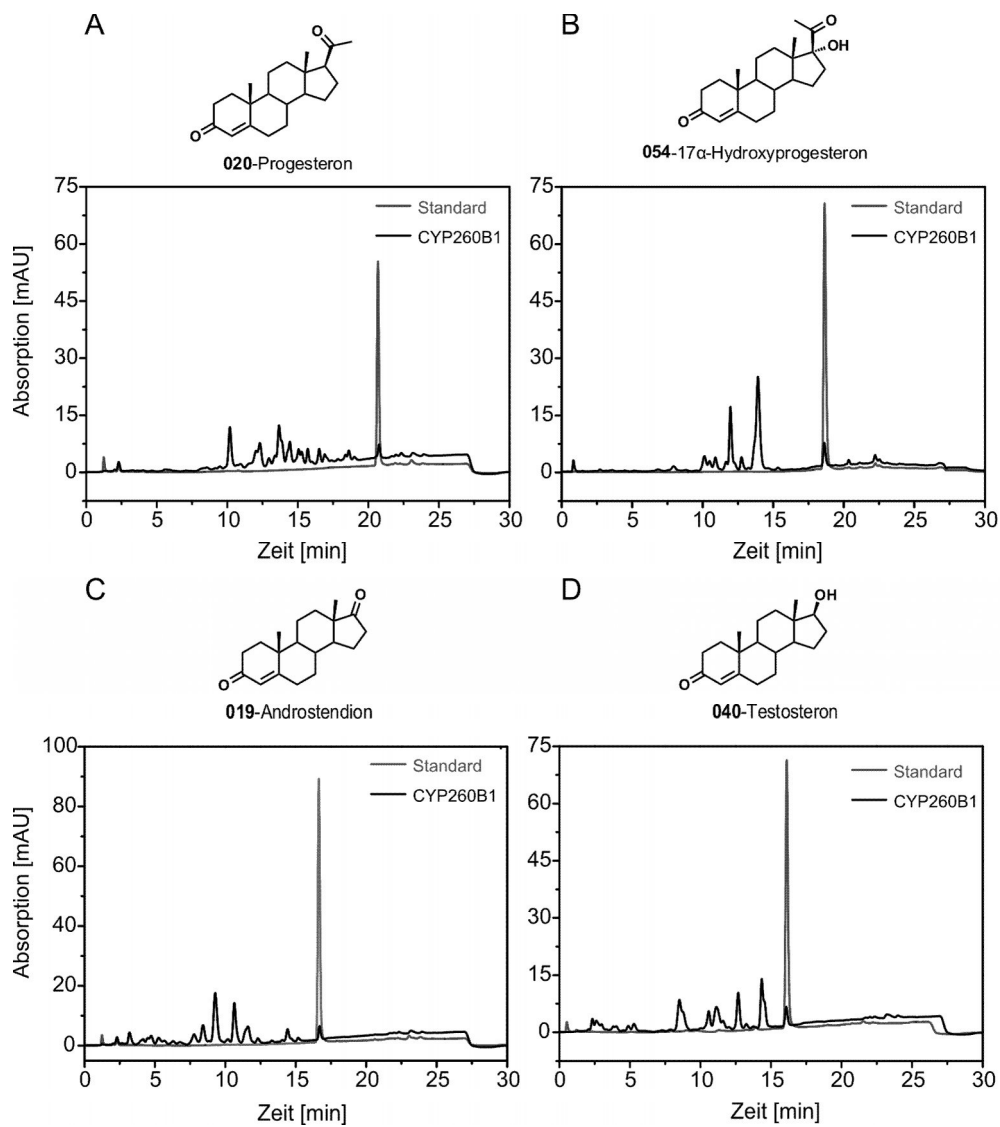 A
O
O
020-Progesteron
Standard
CYP260B1
75
60
45
30
15
0
Absorption [mAU]
0 5 10 15 20 25 30
Zeit [min]
B
O
OH
O
054-17α-Hydroxyprogesteron
Standard
CYP260B1
75
60
45
30
15
0
0 5 10 15 20 25 30
Zeit [min]
C
O
O
019-Androstendion
Standard
CYP260B1
100
80
60
40
20
0
Absorption [mAU]
0 5 10 15 20 25 30
Zeit [min]
D
OH
O
040-Testosteron
Standard
CYP260B1
75
60
45
30
15
0
0 5 10 15 20 25 30
Zeit [min]